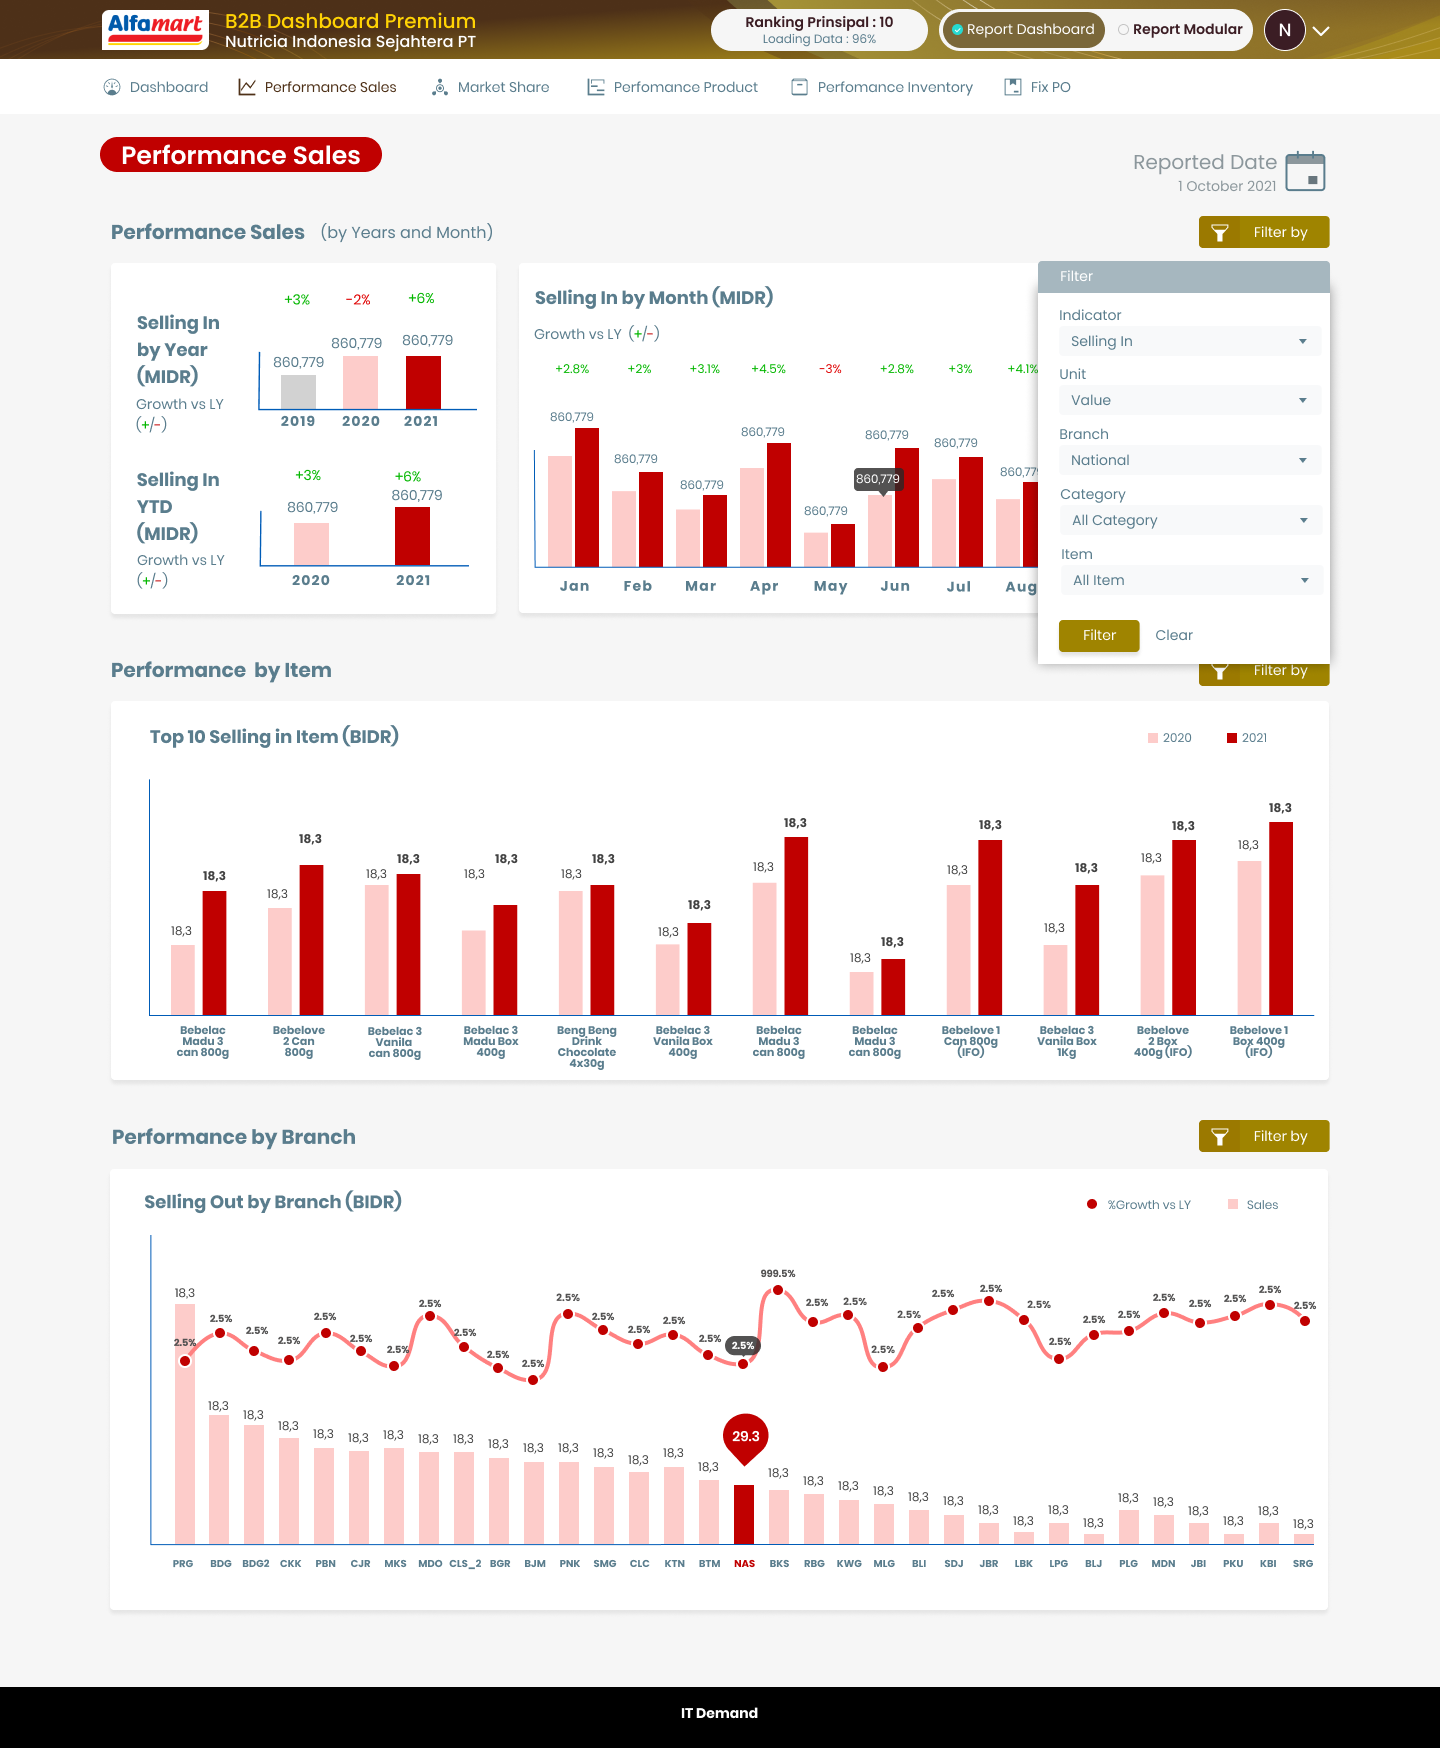 Alfamart
B2B Dashboard Premium
Nutricia Indonesia Sejahtera PT
Ranking Prinsipal : 10
Loading Data : 96%
Report Dashboard
Report Modular
N
Dashboard
Performance Sales
Market Share
Perfomance Product
Perfomance Inventory
Fix PO
Performance Sales
Reported Date
1 October 2021
Performance Sales (by Years and Month)
Filter by
Selling In
by Year
(MIDR)
Growth vs LY
(+/-)
+3% -2% +6%
860,779 860,779 860,779
2019 2020 2021
Selling In
YTD
(MIDR)
Growth vs LY
(+/-)
+3% +6%
860,779 860,779
2020 2021
Selling In by Month (MIDR)
Growth vs LY (+/-)
+2.8% +2% +3.1% +4.5% -3% +2.8% +3% +4.1%
860,779 860,779 860,779 860,779 860,779 860,779 860,779 860,779
860,779
Jan Feb Mar Apr May Jun Jul Aug
Filter
Indicator
Selling In
Unit
Value
Branch
National
Category
All Category
Item
All Item
Filter Clear
Performance by Item
Filter by
Top 10 Selling in Item (BIDR)
2020 2021
18,3 18,3 18,3 18,3 18,3 18,3 18,3 18,3 18,3 18,3 18,3 18,3 18,3 18,3 18,3 18,3 18,3 18,3 18,3 18,3 18,3 18,3 18,3 18,3
Bebelac
Madu 3
can 800g
Bebelove
2 Can
800g
Bebelac 3
Vanila
can 800g
Bebelac 3
Madu Box
400g
Beng Beng
Drink
Chocolate
4x30g
Bebelac 3
Vanila Box
400g
Bebelac
Madu 3
can 800g
Bebelac
Madu 3
can 800g
Bebelove 1
Can 800g
(IFO)
Bebelac 3
Vanila Box
1Kg
Bebelove
2 Box
400g (IFO)
Bebelove 1
Box 400g
(IFO)
Performance by Branch
Filter by
Selling Out by Branch (BIDR)
%Growth vs LY Sales
2.5% 2.5% 2.5% 2.5% 2.5% 2.5% 2.5% 2.5% 2.5% 2.5% 2.5% 2.5% 2.5% 2.5% 2.5% 2.5% 2.5% 999.5% 2.5% 2.5% 2.5% 2.5% 2.5% 2.5% 2.5% 2.5% 2.5% 2.5% 2.5% 2.5% 2.5% 2.5% 2.5%
18,3 18,3 18,3 18,3 18,3 18,3 18,3 18,3 18,3 18,3 18,3 18,3 18,3 18,3 18,3 18,3 29.3 18,3 18,3 18,3 18,3 18,3 18,3 18,3 18,3 18,3 18,3 18,3 18,3 18,3 18,3 18,3 18,3
PRG BDG BDG2 CKK PBN CJR MKS MDO CLS_2 BGR BJM PNK SMG CLC KTN BTM NAS BKS RBG KWG MLG BLI SDJ JBR LBK LPG BLJ PLG MDN JBI PKU KBI SRG
IT Demand